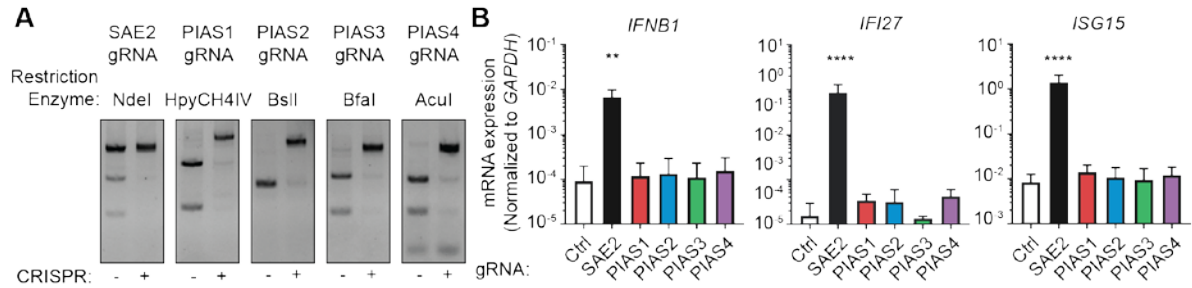 A
SAE2 gRNA
PIAS1 gRNA
PIAS2 gRNA
PIAS3 gRNA
PIAS4 gRNA
Restriction
Enzyme: NdeI HpyCH4IV BslI BfaI AcuI
CRISPR: - + - + - + - + - +
B
mRNA expression
(Normalized to GAPDH)
IFNB1
10-1
10-2
10-3
10-4
10-5
**
Ctrl
SAE2
PIAS1
PIAS2
PIAS3
PIAS4
IFI27
101
100
10-1
10-2
10-3
10-4
10-5
****
Ctrl
SAE2
PIAS1
PIAS2
PIAS3
PIAS4
ISG15
101
100
10-1
10-2
10-3
****
Ctrl
SAE2
PIAS1
PIAS2
PIAS3
PIAS4
gRNA: